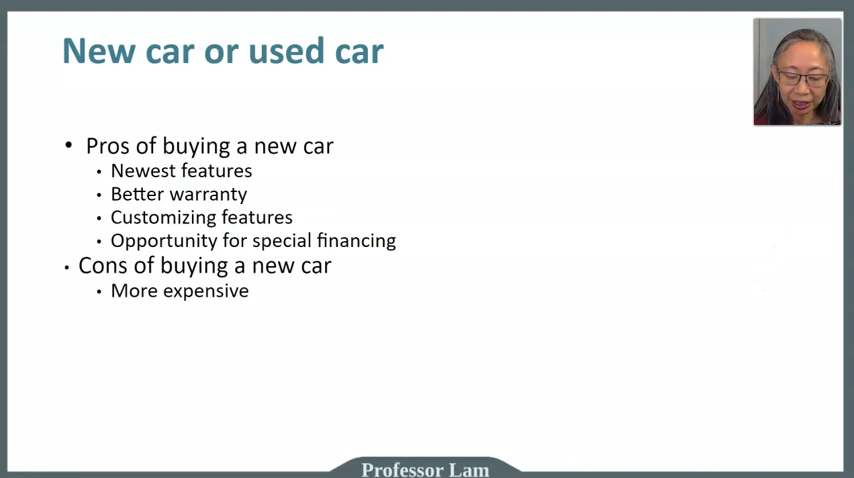 New car or used car
• Pros of buying a new car
• Newest features
• Better warranty
• Customizing features
• Opportunity for special financing
• Cons of buying a new car
• More expensive
Professor Lam